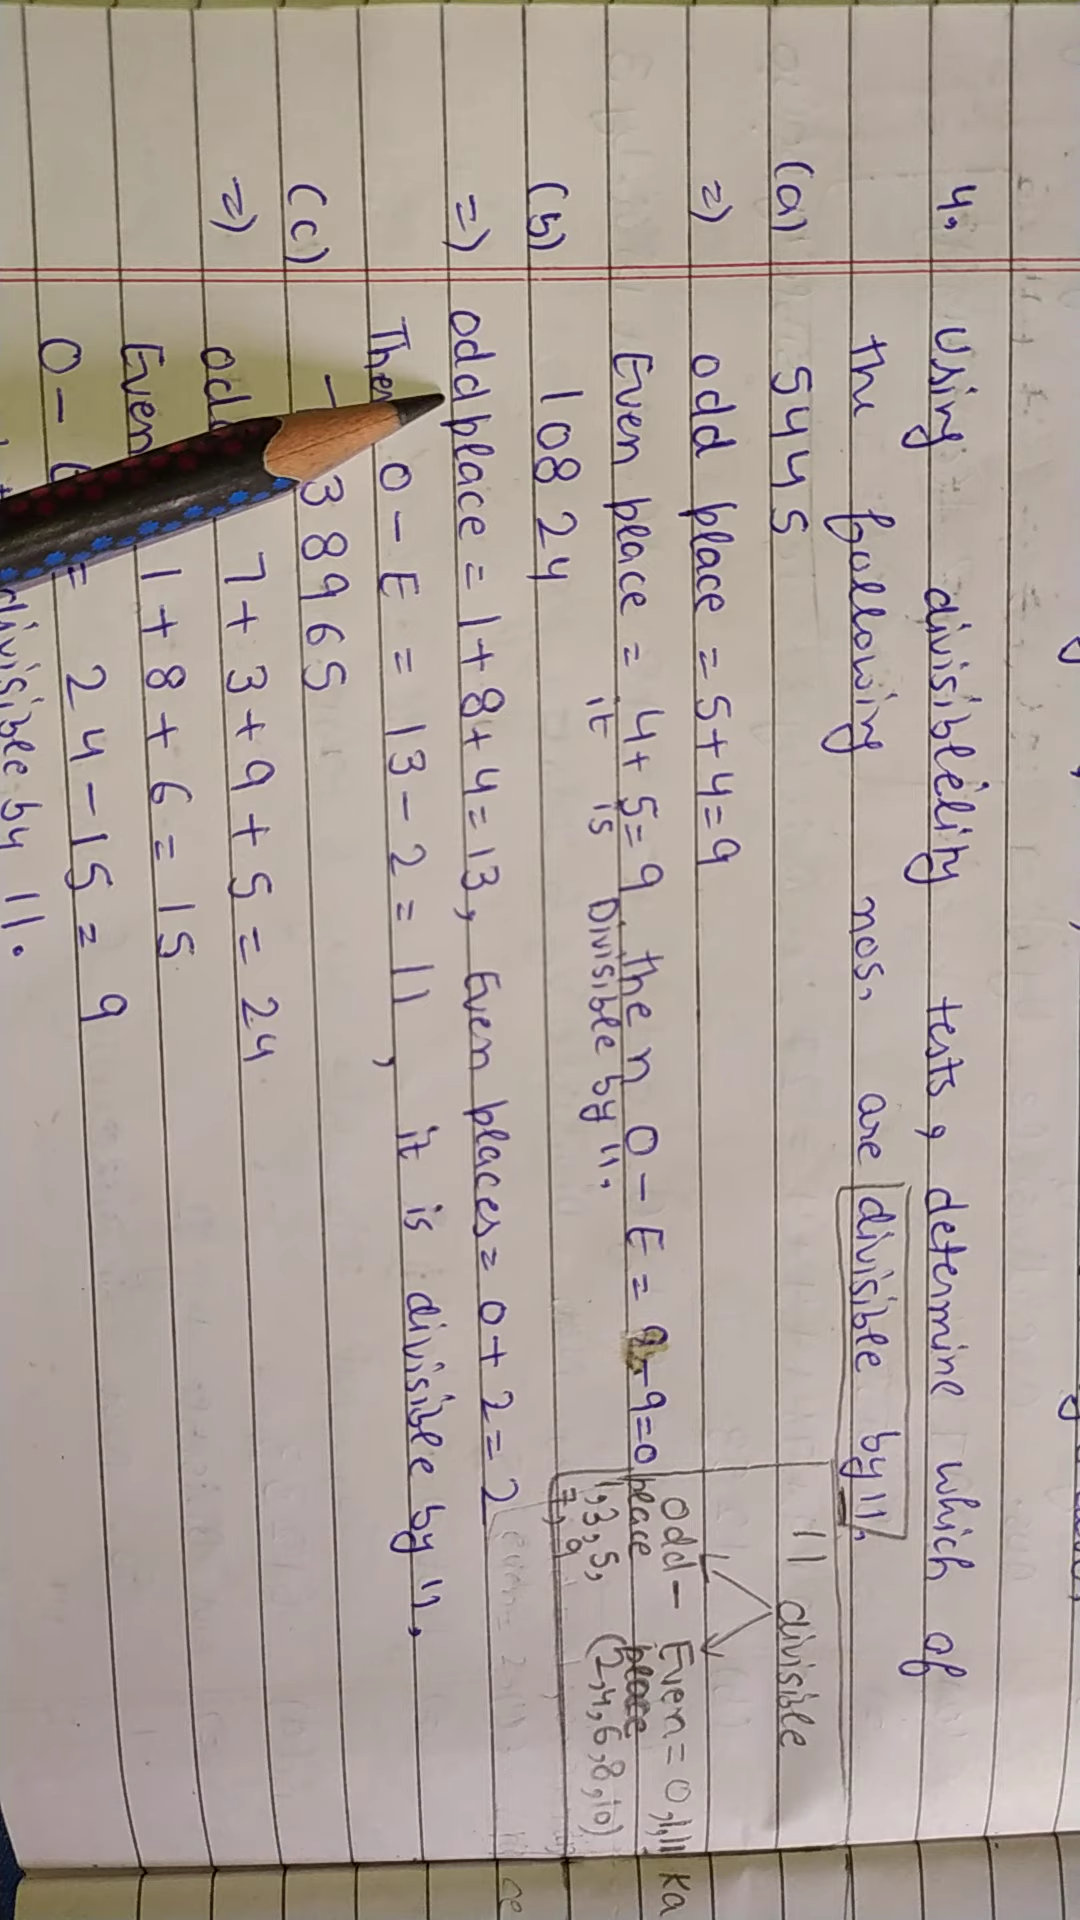 4. Using divisibility tests, determine which of
the following nos. are divisible by 11.
(a) 5445
11 divisible
=) odd place = 5+4=9
odd - Even = 0,1,11 ka
place place
1,3,5, (2,4,6,8,10)
7,9
Even place = 4+5=9 then O-E = 9-9=0
it is Divisible by 11.
(b) 10824
=) odd place = 1+8+4=13, Even places = 0+2=2
Then O-E = 13-2 = 11, it is divisible by 11.
(c) 38965
=) 7+3+9+5=24
Even 1+8+6=15
O- = 24-15= 9
divisible by 11.